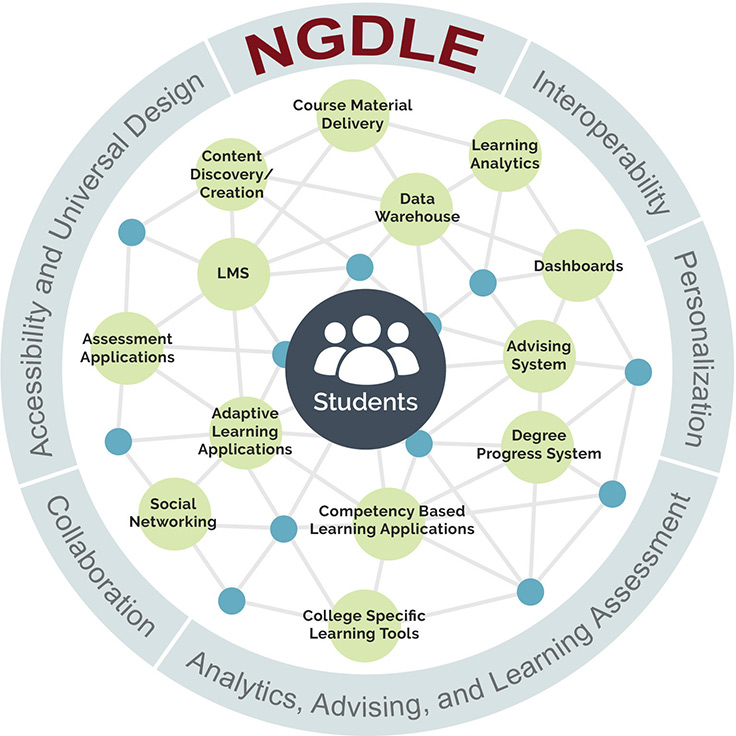 NGDLE
Interoperability
Personalization
Analytics, Advising, and Learning Assessment
Collaboration
Accessibility and Universal Design
Course Material
Delivery
Learning
Analytics
Content
Discovery/
Creation
Data
Warehouse
LMS
Dashboards
Assessment
Applications
Advising
System
Students
Adaptive
Learning
Applications
Degree
Progress System
Social
Networking
Competency Based
Learning Applications
College Specific
Learning Tools